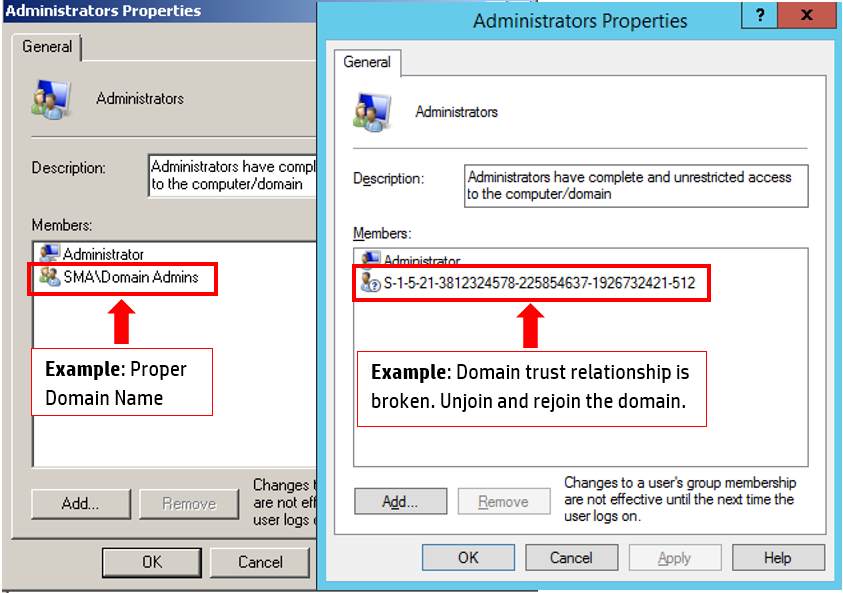 Administrators Properties
General
Administrators
Description:
Administrators have compl
to the computer/domain
Members:
Administrator
SMA\Domain Admins
Example: Proper
Domain Name
Add...
Remove
Changes t
are not eff
user logs o
OK
Cancel
Administrators Properties
?
x
General
Administrators
Description:
Administrators have complete and unrestricted access
to the computer/domain
Members:
Administrator
S-1-5-21-3812324578-225854637-1926732421-512
Example: Domain trust relationship is
broken. Unjoin and rejoin the domain.
Add...
Remove
Changes to a user's group membership
are not effective until the next time the
user logs on.
OK
Cancel
Apply
Help